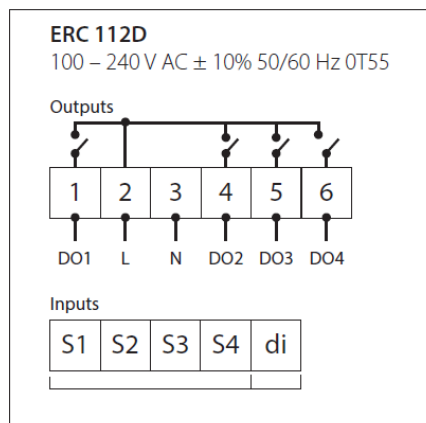 ERC 112D
100 – 240 V AC ± 10% 50/60 Hz 0T55
Outputs
1 2 3 4 5 6
DO1 L N DO2 DO3 DO4
Inputs
S1 S2 S3 S4 di